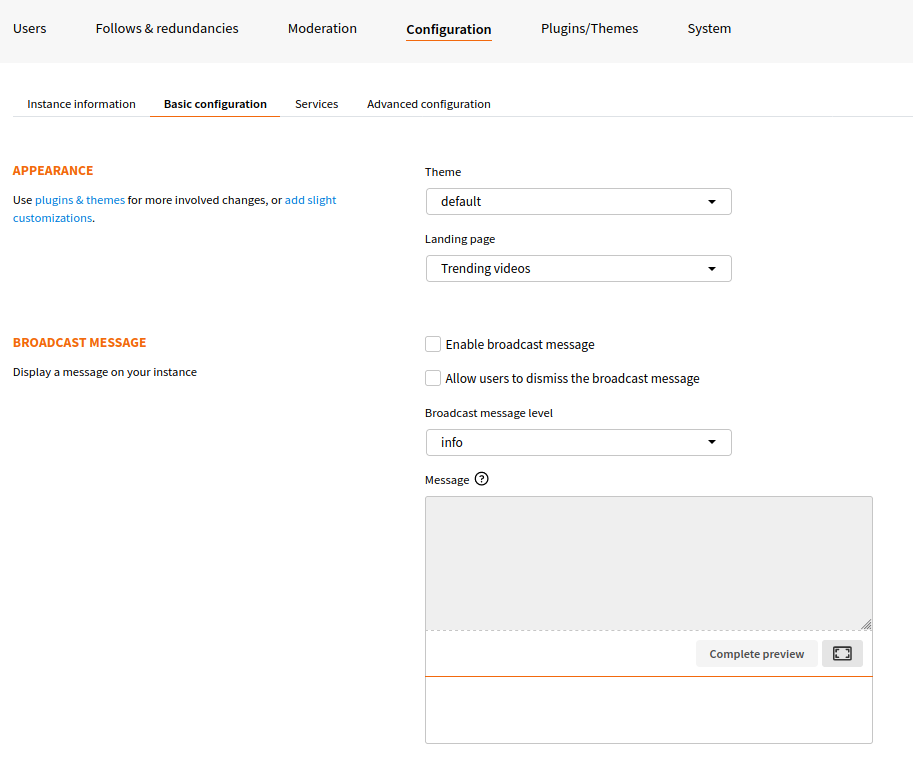 Users Follows & redundancies Moderation Configuration Plugins/Themes System
Instance information Basic configuration Services Advanced configuration
APPEARANCE
Use plugins & themes for more involved changes, or add slight
customizations.
Theme
default
Landing page
Trending videos
BROADCAST MESSAGE
Display a message on your instance
Enable broadcast message
Allow users to dismiss the broadcast message
Broadcast message level
info
Message ?
Complete preview